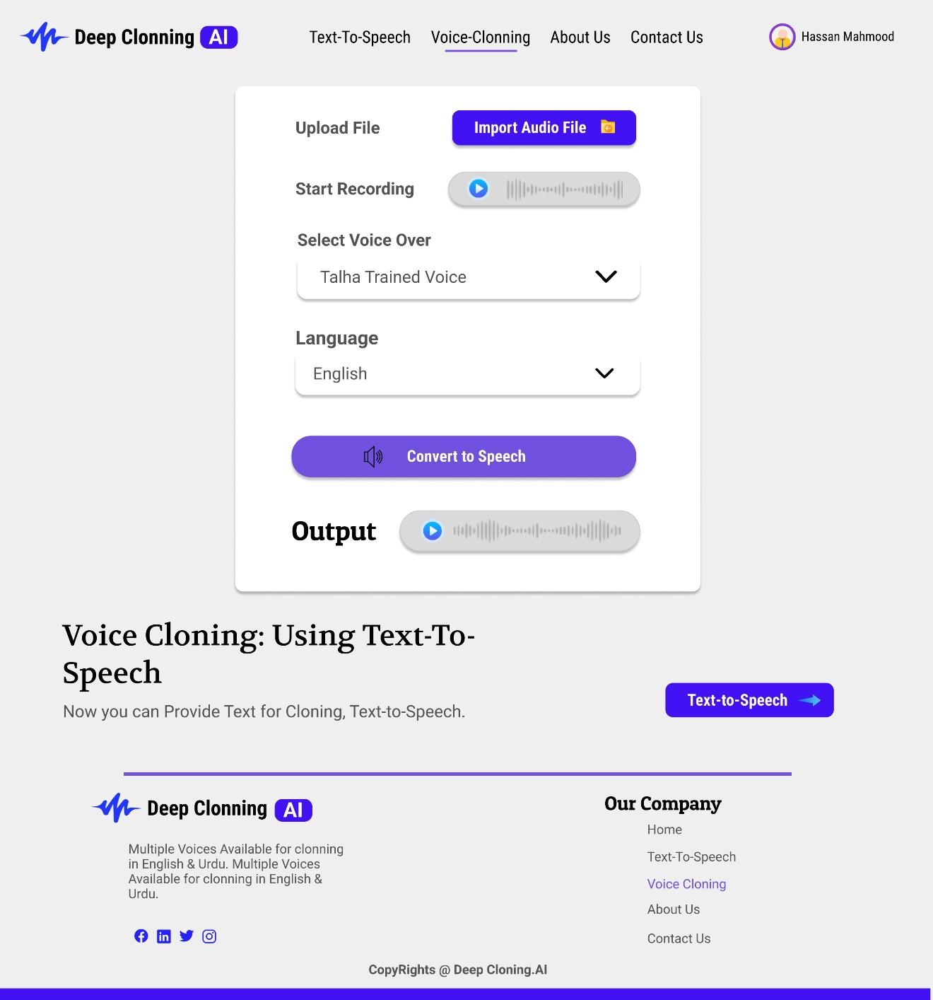 Deep Clonning AI
Text-To-Speech
Voice-Clonning
About Us
Contact Us
Hassan Mahmood
Upload File
Import Audio File
Start Recording
Select Voice Over
Talha Trained Voice
Language
English
Convert to Speech
Output
Voice Cloning: Using Text-To-
Speech
Now you can Provide Text for Cloning, Text-to-Speech.
Text-to-Speech
Deep Clonning AI
Multiple Voices Available for clonning
in English & Urdu. Multiple Voices
Available for clonning in English &
Urdu.
Our Company
Home
Text-To-Speech
Voice Cloning
About Us
Contact Us
CopyRights @ Deep Cloning.AI